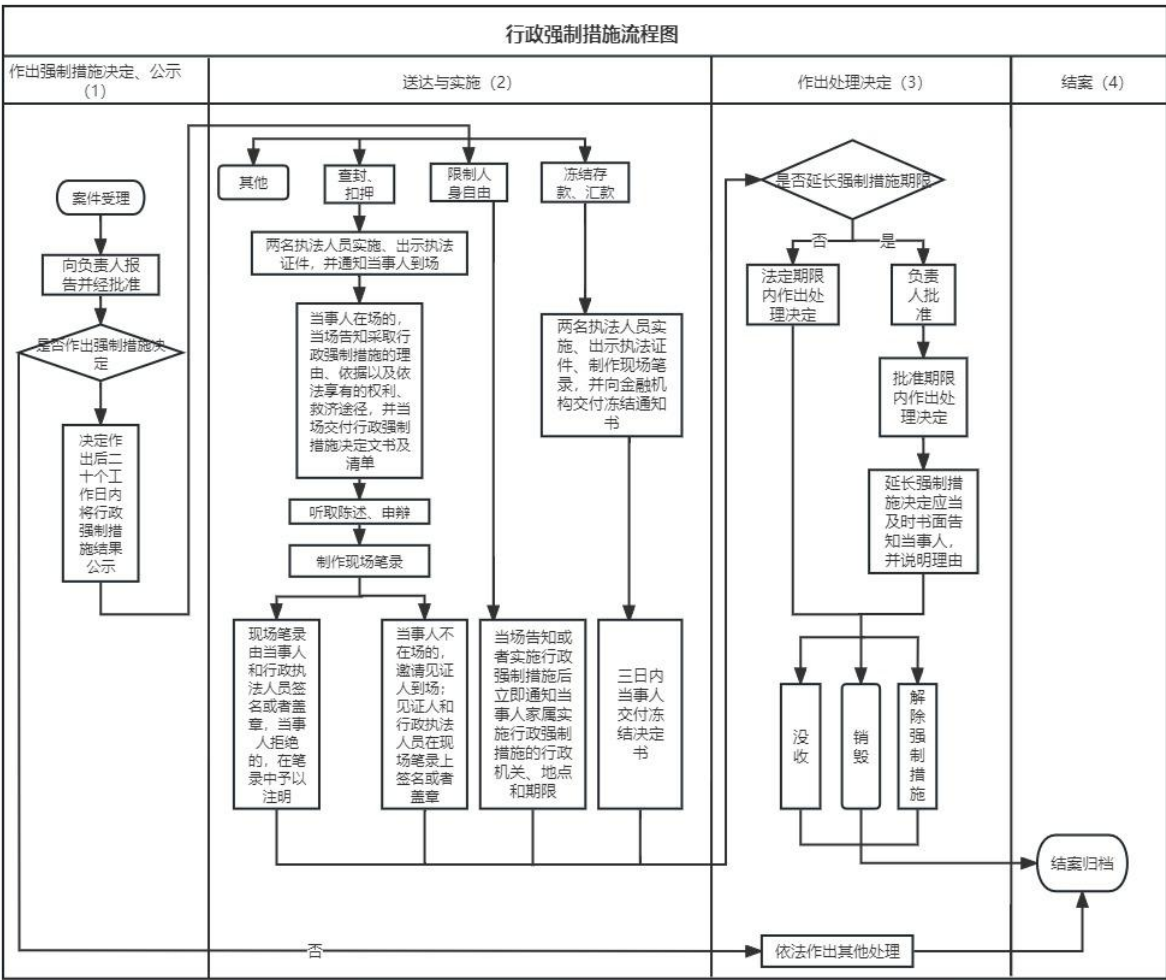 行政强制措施流程图
作出强制措施决定、公示
（1）
送达与实施（2）
作出处理决定（3）
结案（4）
案件受理
向负责人报
告并经批准
是否作出强制措施决
定
决定作
出后二
十个工
作日内
将行政
强制措
施结果
公示
其他
查封、
扣押
限制人
身自由
冻结存
款、汇款
两名执法人员实施、出示执法
证件，并通知当事人到场
当事人在场的，
当场告知采取行
政强制措施的理
由、依据以及依
法享有的权利、
救济途径，并当
场交付行政强制
措施决定文书及
清单
听取陈述、申辩
制作现场笔录
现场笔录
由当事人
和行政执
法人员签
名或者盖
章，当事
人拒绝
的，在笔
录中予以
注明
当事人不
在场的，
邀请见证
人到场；
见证人和
行政执法
人员在现
场笔录上
签名或者
盖章
当场告知或
者实施行政
强制措施后
立即通知当
事人家属实
施行政强制
措施的行政
机关、地点
和期限
两名执法人员实
施、出示执法证
件、制作现场笔
录，并向金融机
构交付冻结通知
书
三日内
当事人
交付冻
结决定
书
是否延长强制措施期限
否
是
法定期限
内作出处
理决定
负责
人批
准
批准期限
内作出处
理决定
延长强制措
施决定应当
及时书面告
知当事人，
并说明理由
没
收
销
毁
解
除
强
制
措
施
结案归档
否
依法作出其他处理